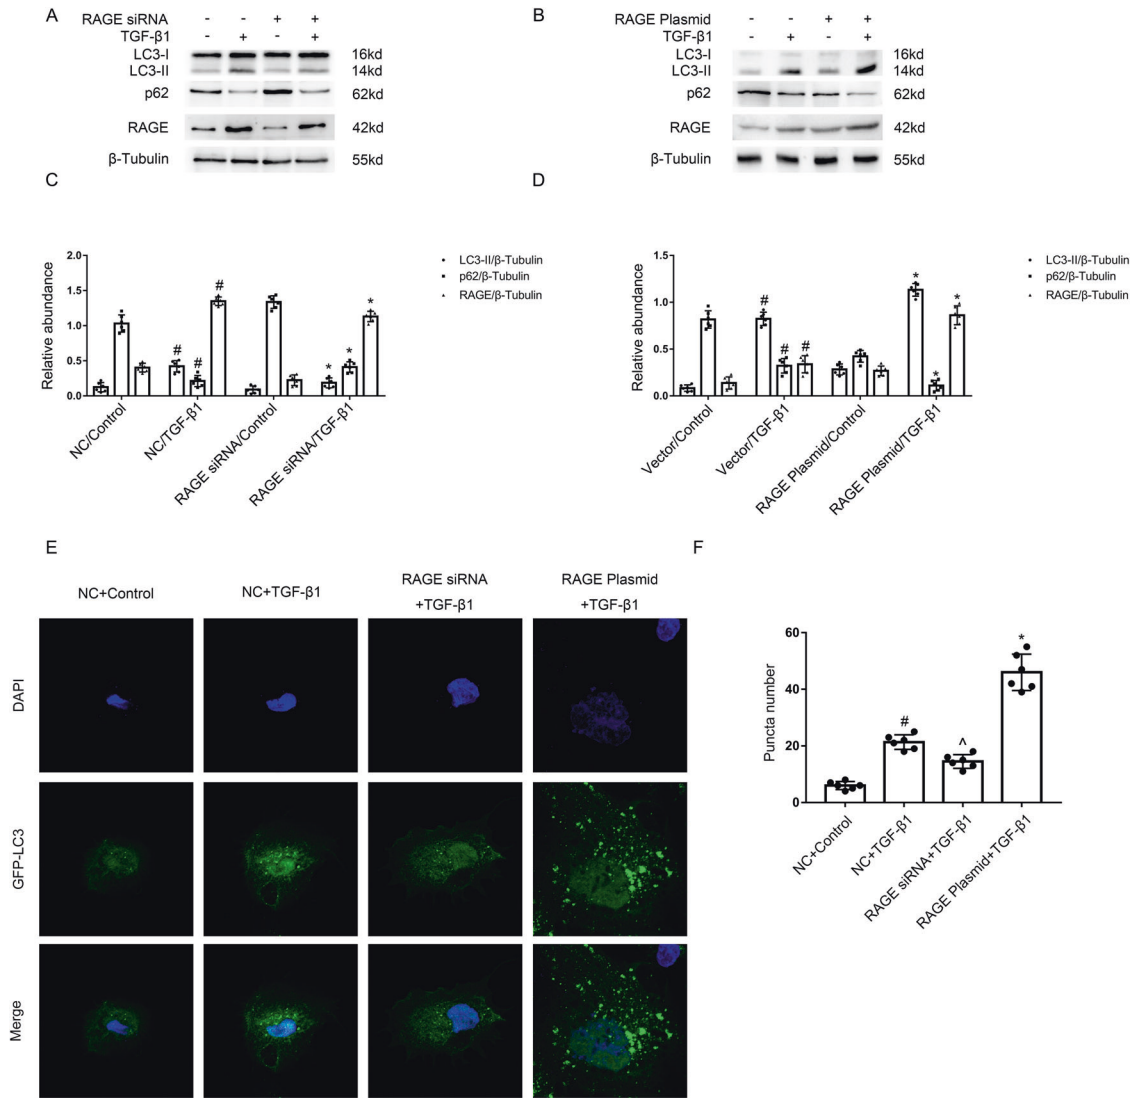 A
RAGE siRNA - - + +
TGF-β1 - + - +
LC3-I 16kd
LC3-II 14kd
p62 62kd
RAGE 42kd
β-Tubulin 55kd
B
RAGE Plasmid - - + +
TGF-β1 - + - +
LC3-I 16kd
LC3-II 14kd
p62 62kd
RAGE 42kd
β-Tubulin 55kd
C
Relative abundance
2.0
1.5
1.0
0.5
0.0
# # # * * *
LC3-II/β-Tubulin
p62/β-Tubulin
RAGE/β-Tubulin
NC/Control
NC/TGF-β1
RAGE siRNA/Control
RAGE siRNA/TGF-β1
D
Relative abundance
1.5
1.0
0.5
0.0
# # # * * *
LC3-II/β-Tubulin
p62/β-Tubulin
RAGE/β-Tubulin
Vector/Control
Vector/TGF-β1
RAGE Plasmid/Control
RAGE Plasmid/TGF-β1
E
NC+Control
NC+TGF-β1
RAGE siRNA
+TGF-β1
RAGE Plasmid
+TGF-β1
DAPI
GFP-LC3
Merge
F
Puncta number
60
40
20
0
# ^ *
NC+Control
NC+TGF-β1
RAGE siRNA+TGF-β1
RAGE Plasmid+TGF-β1